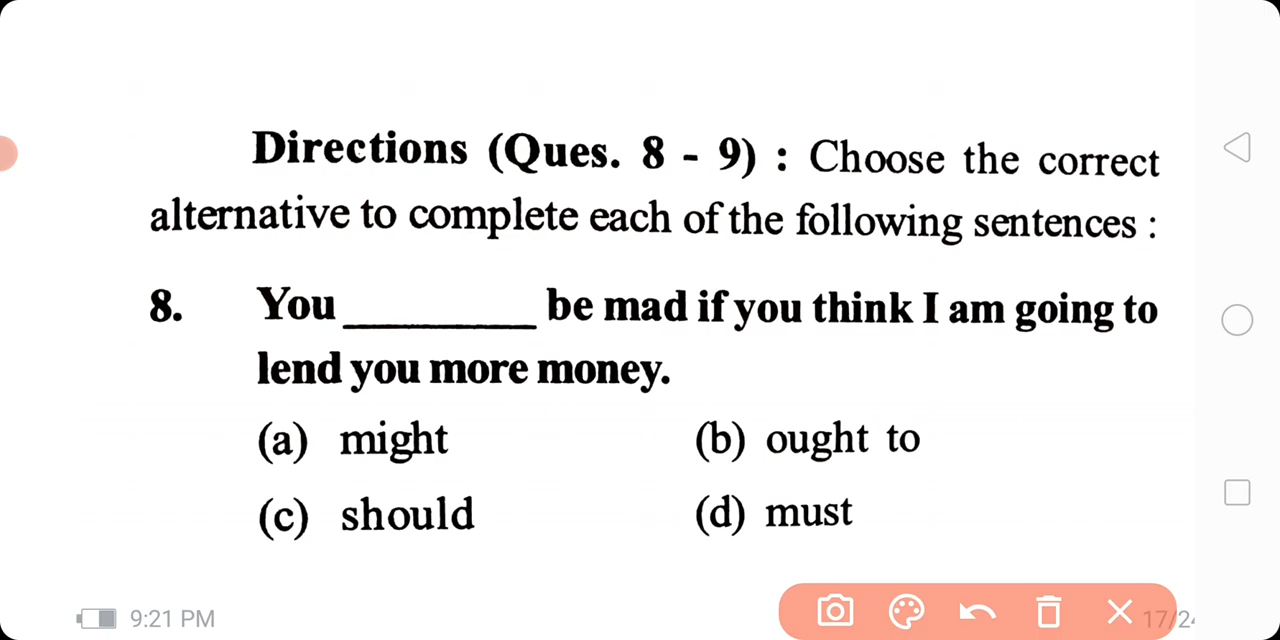 Directions (Ques. 8 - 9) : Choose the correct
alternative to complete each of the following sentences :
8. You ________ be mad if you think I am going to
lend you more money.
(a) might (b) ought to
(c) should (d) must
9:21 PM
17/24